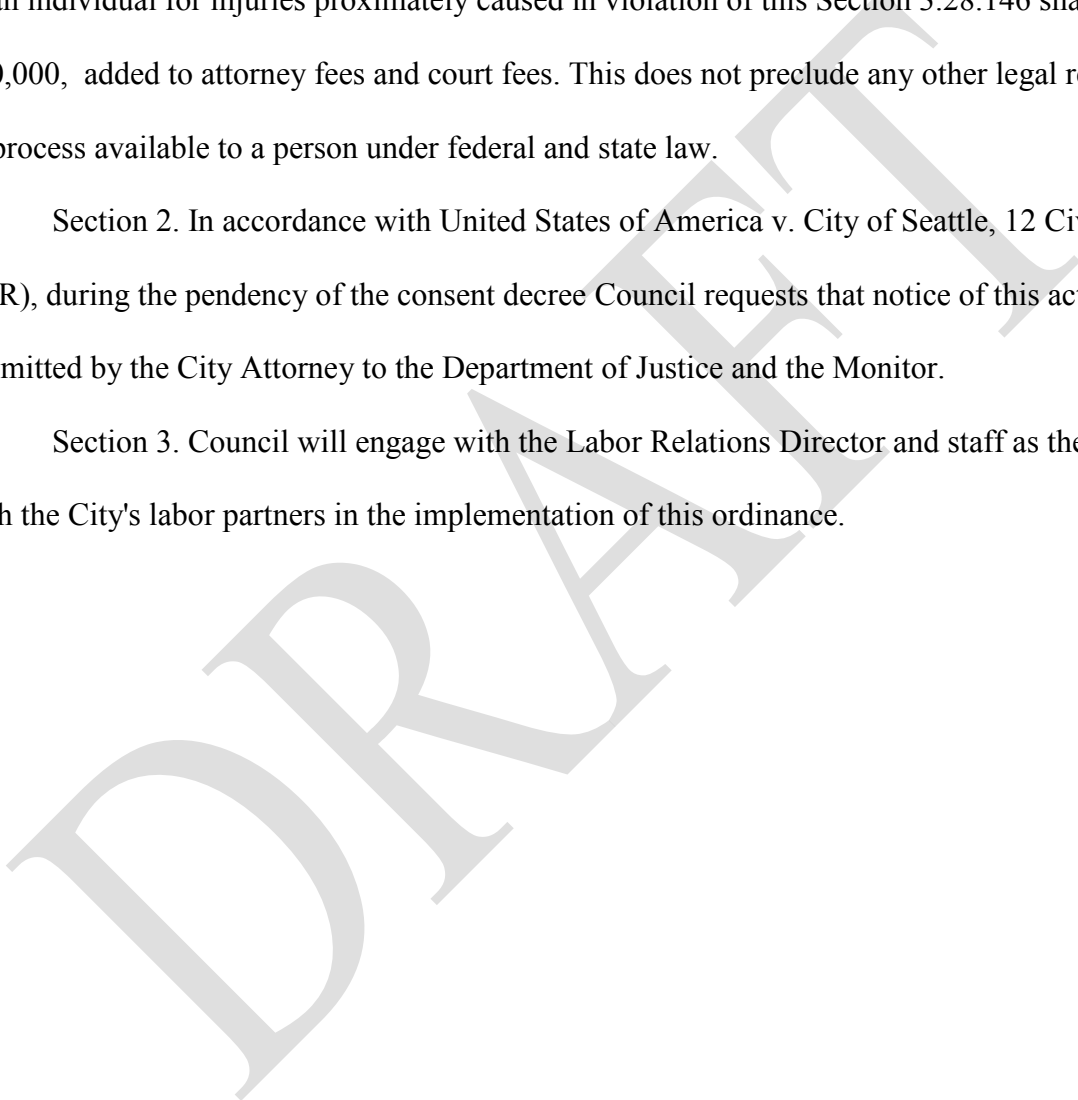 an individual for injuries proximately caused in violation of this Section 3.28.146 sha
0,000, added to attorney fees and court fees. This does not preclude any other legal re
process available to a person under federal and state law.
Section 2. In accordance with United States of America v. City of Seattle, 12 Civ
R), during the pendency of the consent decree Council requests that notice of this act
mitted by the City Attorney to the Department of Justice and the Monitor.
Section 3. Council will engage with the Labor Relations Director and staff as the
h the City's labor partners in the implementation of this ordinance.
DRAFT